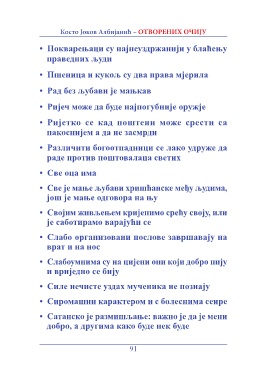 Косто Јоков Албијанић – ОТВОРЕНИХ ОЧИЈУ
• Покварењаци су најнеуздржанији у блаћењу
праведних људи
• Пшеница и кукољ су два права мјерила
• Рад без љубави је мањкав
• Ријеч може да буде најпогубније оружје
• Ријетко се кад поштени може срести са
пакоснијем а да не засмрди
• Различити богоотпадници се лако удруже да
раде против поштовалаца светих
• Све оца има
• Све је мање љубави хришћанске међу људима,
још је мање одговора на њу
• Својим живљењем кријепимо срећу своју, или
је саботирамо варајући се
• Слабо организовани послове завршавају на
врат и на нос
• Слабоумнима су на цијени они који добро пију
и вриједно се бију
• Силе нечисте уздах мученика не познају
• Сиромашни карактером и с болеснима сеире
• Сатанско је размишљање: важно је да је мени
добро, а другима како буде нек буде
91